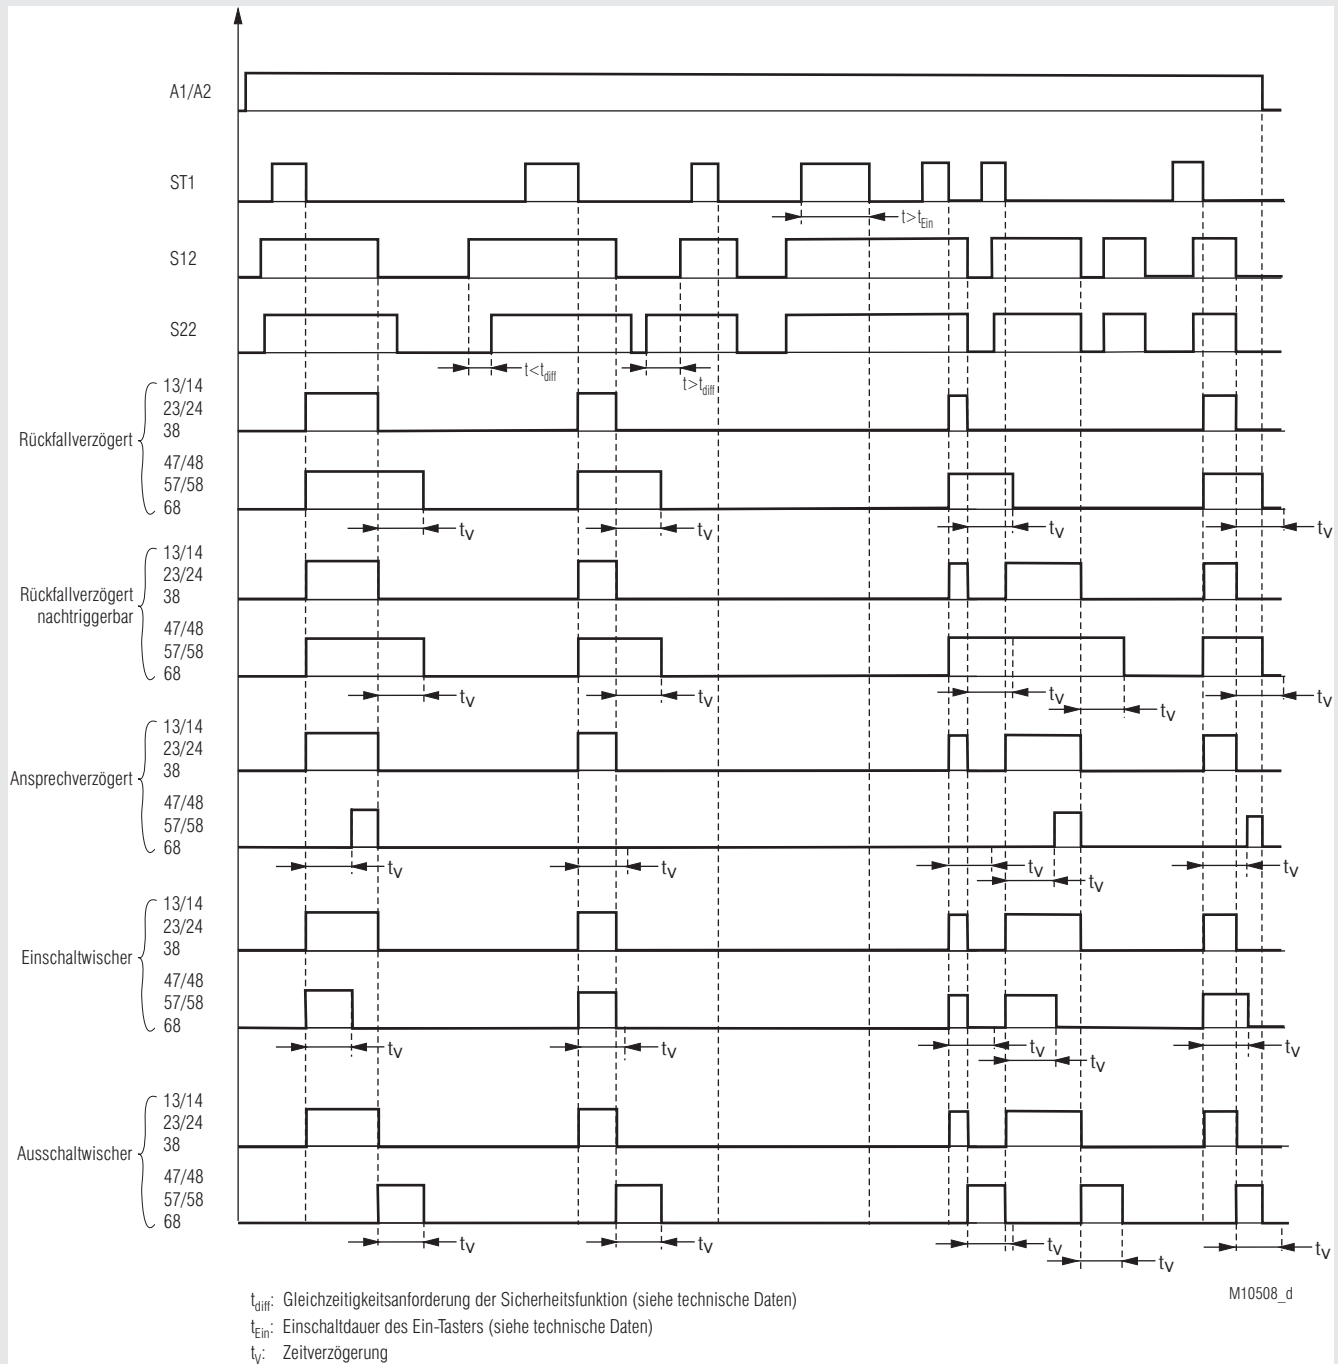 A1/A2
ST1
t>tEin
S12
S22
t<tdiff
t>tdiff
13/14
23/24
38
Rückfallverzögert
47/48
57/58
68
tV tV tV tV
13/14
23/24
38
Rückfallverzögert
nachtriggerbar
47/48
57/58
68
tV tV tV tV
tV
13/14
23/24
38
Ansprechverzögert
47/48
57/58
68
tV tV tV tV
tV
13/14
23/24
38
Einschaltwischer
47/48
57/58
68
tV tV tV tV
tV
13/14
23/24
38
Ausschaltwischer
47/48
57/58
68
tV tV tV tV
tV
tdiff: Gleichzeitigkeitsanforderung der Sicherheitsfunktion (siehe technische Daten)
M10508_d
tEin: Einschaltdauer des Ein-Tasters (siehe technische Daten)
tV: Zeitverzögerung